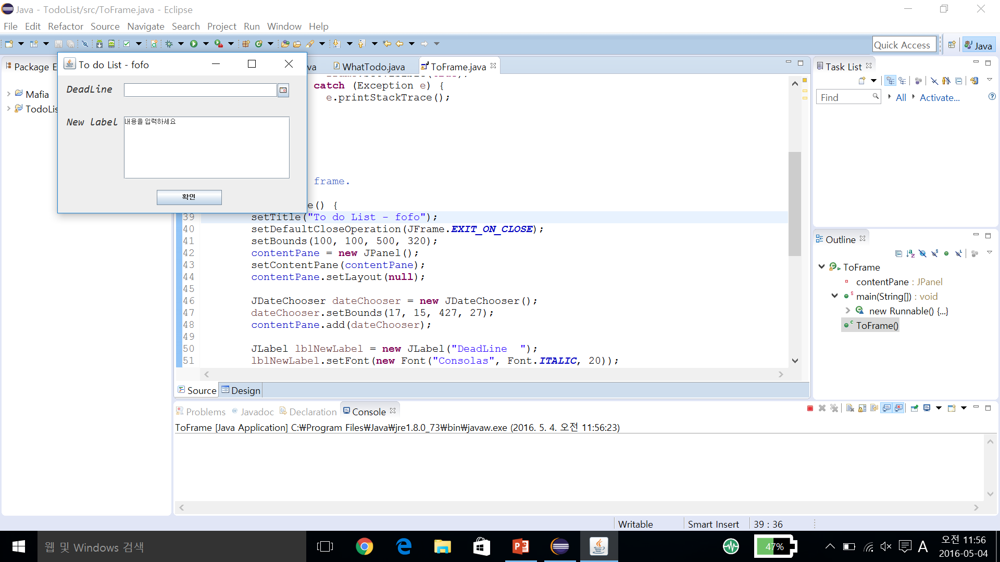 Java - TodoList/src/ToFrame.java - Eclipse
File Edit Refactor Source Navigate Search Project Run Window Help
Quick Access
Java
Package E
Mafia
TodoLis
To do List - fofo
DeadLine
New label
내용을 입력하세요
확인
va
WhatTodo.java
ToFrame.java
catch (Exception e) {
e.printStackTrace();
frame.
e() {
39 setTitle("To do List - fofo");
40 setDefaultCloseOperation(JFrame.EXIT_ON_CLOSE);
41 setBounds(100, 100, 500, 320);
42 contentPane = new JPanel();
43 setContentPane(contentPane);
44 contentPane.setLayout(null);
45
46 JDateChooser dateChooser = new JDateChooser();
47 dateChooser.setBounds(17, 15, 427, 27);
48 contentPane.add(dateChooser);
49
50 JLabel lblNewLabel = new JLabel("DeadLine  ");
51 lblNewLabel.setFont(new Font("Consolas", Font.ITALIC, 20));
Source Design
Task List
Find
All
Activate...
Outline
ToFrame
contentPane : JPanel
main(String[]) : void
new Runnable() {...}
ToFrame()
Problems @ Javadoc Declaration Console
ToFrame [Java Application] C:₩Program Files₩Java₩jre1.8.0_73₩bin₩javaw.exe (2016. 5. 4. 오전 11:56:23)
Writable
Smart Insert
39 : 36
웹 및 Windows 검색
47%
A
오전 11:56
2016-05-04